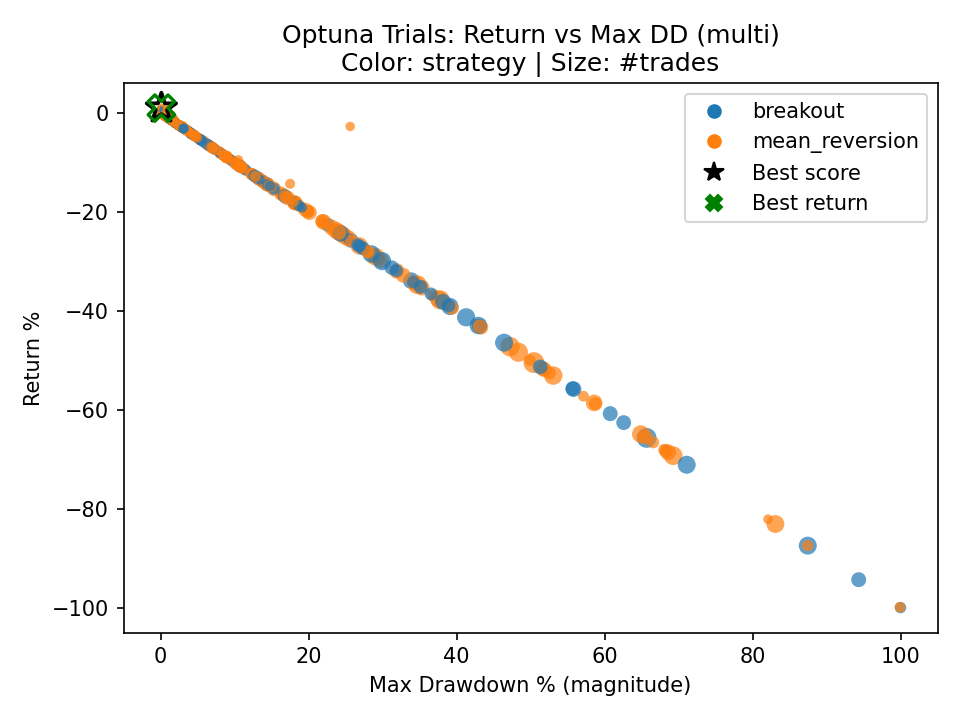 Optuna Trials: Return vs Max DD (multi)
Color: strategy | Size: #trades
breakout
mean_reversion
Best score
Best return
Return %
0
−20
−40
−60
−80
−100
0
20
40
60
80
100
Max Drawdown % (magnitude)